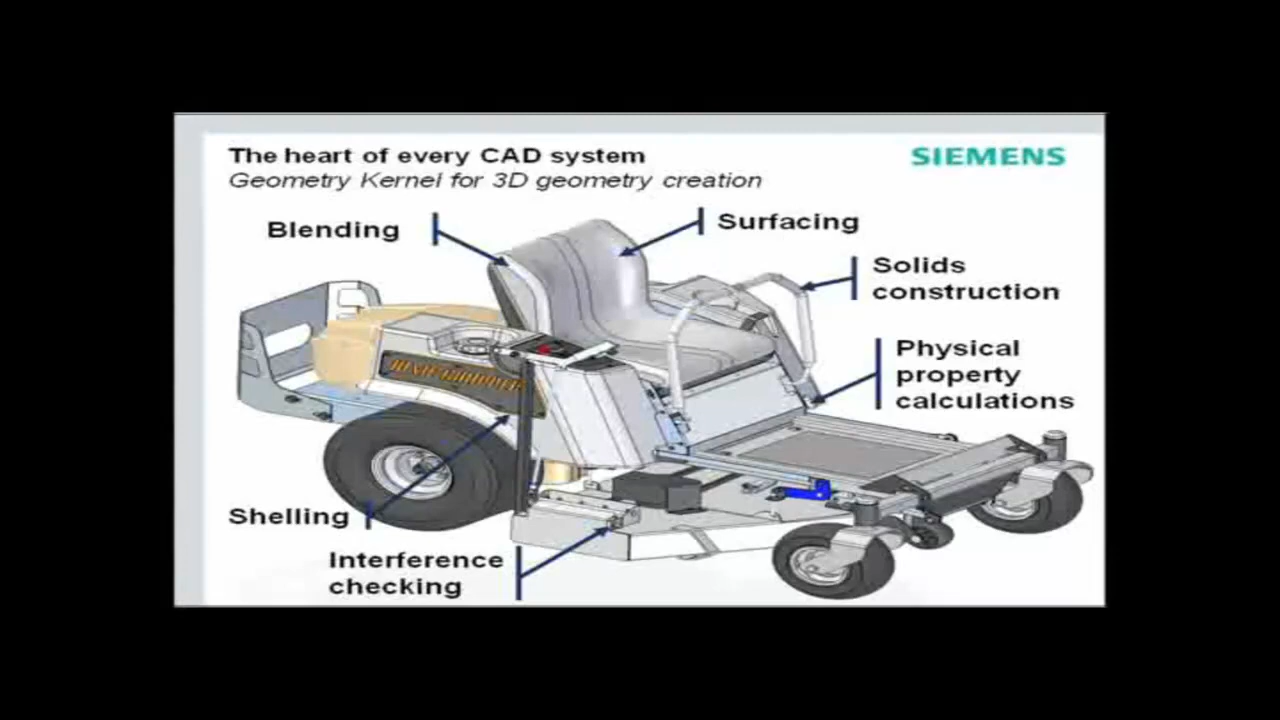 The heart of every CAD system
SIEMENS
Geometry Kernel for 3D geometry creation
Blending
Surfacing
Solids
construction
Physical
property
calculations
Shelling
Interference
checking